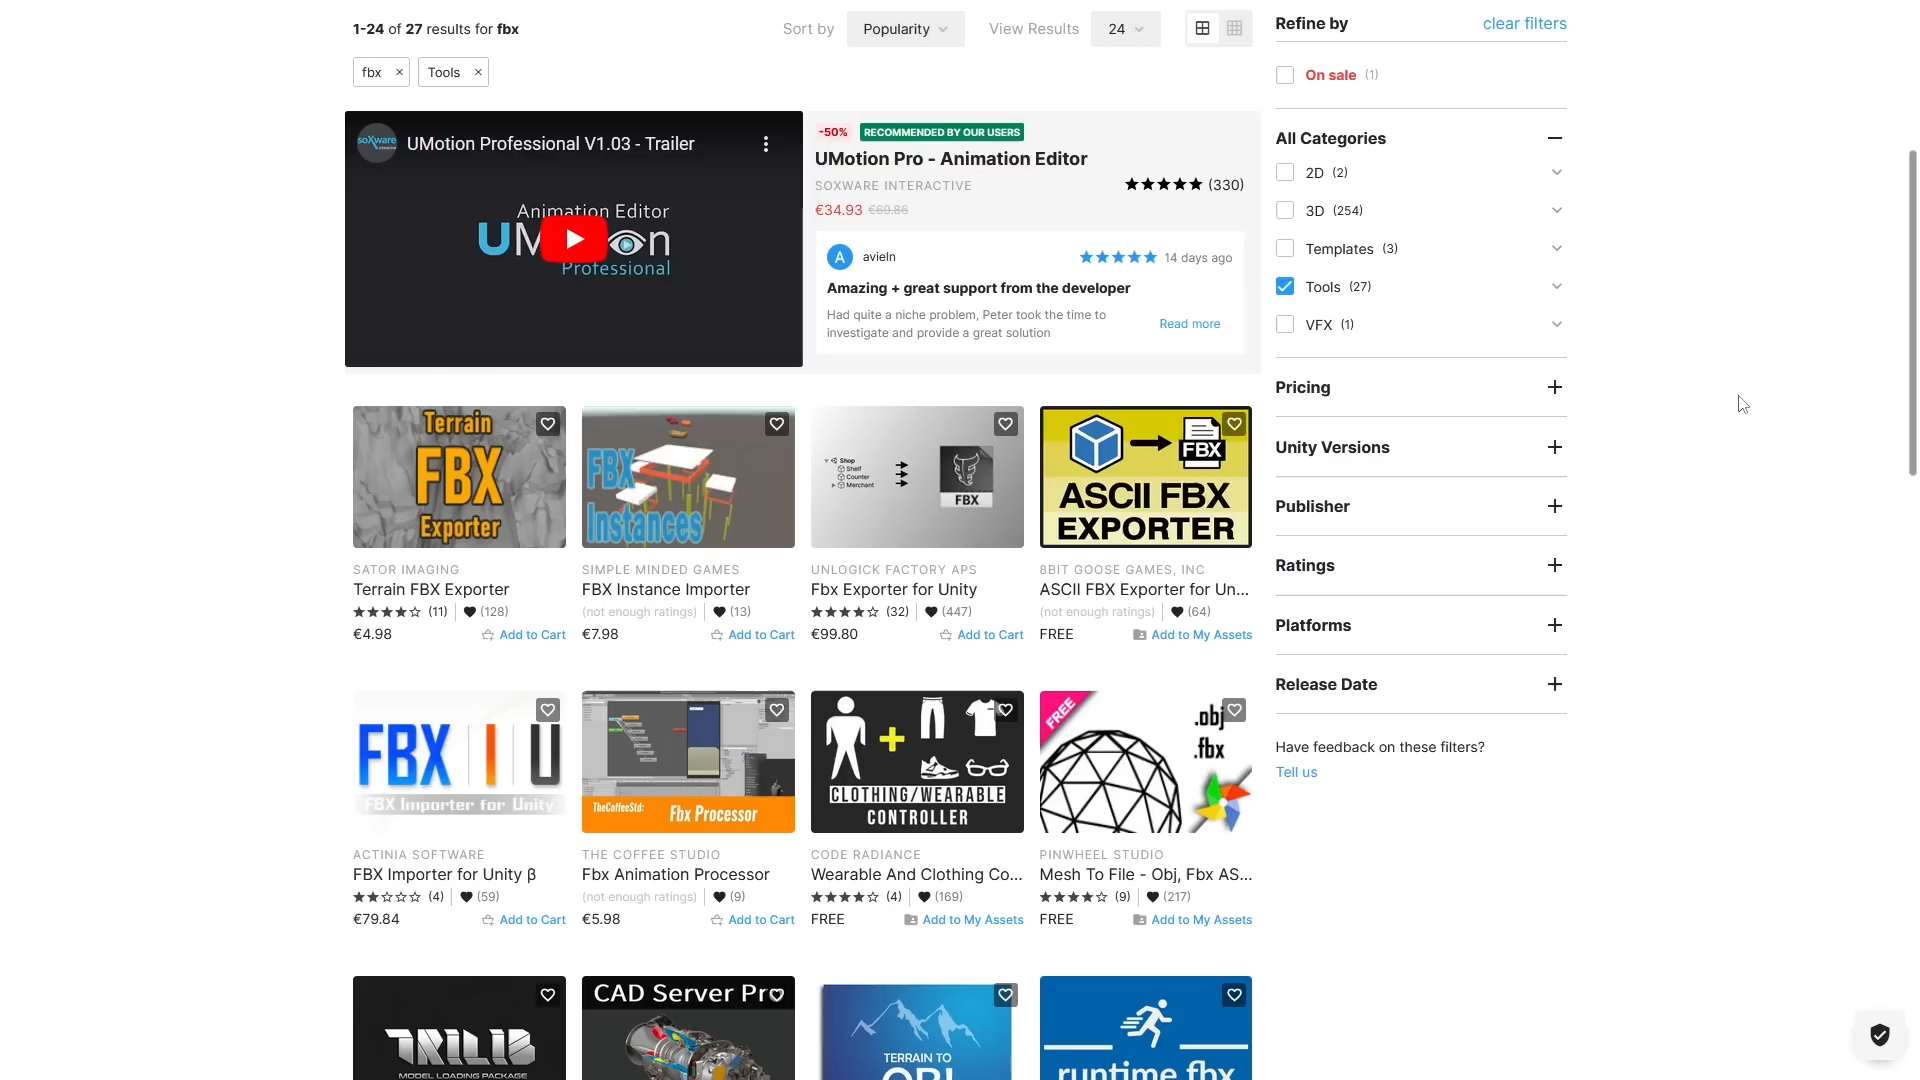 1-24 of 27 results for fbx
Sort by
Popularity
View Results
24
fbx ×
Tools ×
soXware
UMotion Professional V1.03 - Trailer
Animation Editor
UM
n
Professional
-50%
RECOMMENDED BY OUR USERS
UMotion Pro - Animation Editor
SOXWARE INTERACTIVE
(330)
€34.93 €69.86
A
avieln
14 days ago
Amazing + great support from the developer
Had quite a niche problem, Peter took the time to
investigate and provide a great solution
Read more
Terrain
FBX
Exporter
SATOR IMAGING
Terrain FBX Exporter
(11) (128)
€4.98
Add to Cart
FBX
Instances
SIMPLE MINDED GAMES
FBX Instance Importer
(not enough ratings) (13)
€7.98
Add to Cart
Shop
Shelf
Counter
Merchant
FBX
UNLOGICK FACTORY APS
Fbx Exporter for Unity
(32) (447)
€99.80
Add to Cart
FBX
ASCII FBX
EXPORTER
8BIT GOOSE GAMES, INC
ASCII FBX Exporter for Un...
(not enough ratings) (64)
FREE
Add to My Assets
FBX I U
FBX Importer for Unity
ACTINIA SOFTWARE
FBX Importer for Unity β
(4) (59)
€79.84
Add to Cart
TheCoffeeStd:
Fbx Processor
THE COFFEE STUDIO
Fbx Animation Processor
(not enough ratings) (9)
€5.98
Add to Cart
CLOTHING/WEARABLE
CONTROLLER
CODE RADIANCE
Wearable And Clothing Co...
(4) (169)
FREE
Add to My Assets
FREE
.obj
.fbx
PINWHEEL STUDIO
Mesh To File - Obj, Fbx AS...
(9) (217)
FREE
Add to My Assets
TRILIB
MODEL LOADING PACKAGE
CAD Server Pro
TERRAIN TO
OBJ
runtime fbx
Refine by
clear filters
On sale (1)
All Categories
2D (2)
3D (254)
Templates (3)
Tools (27)
VFX (1)
Pricing
Unity Versions
Publisher
Ratings
Platforms
Release Date
Have feedback on these filters?
Tell us